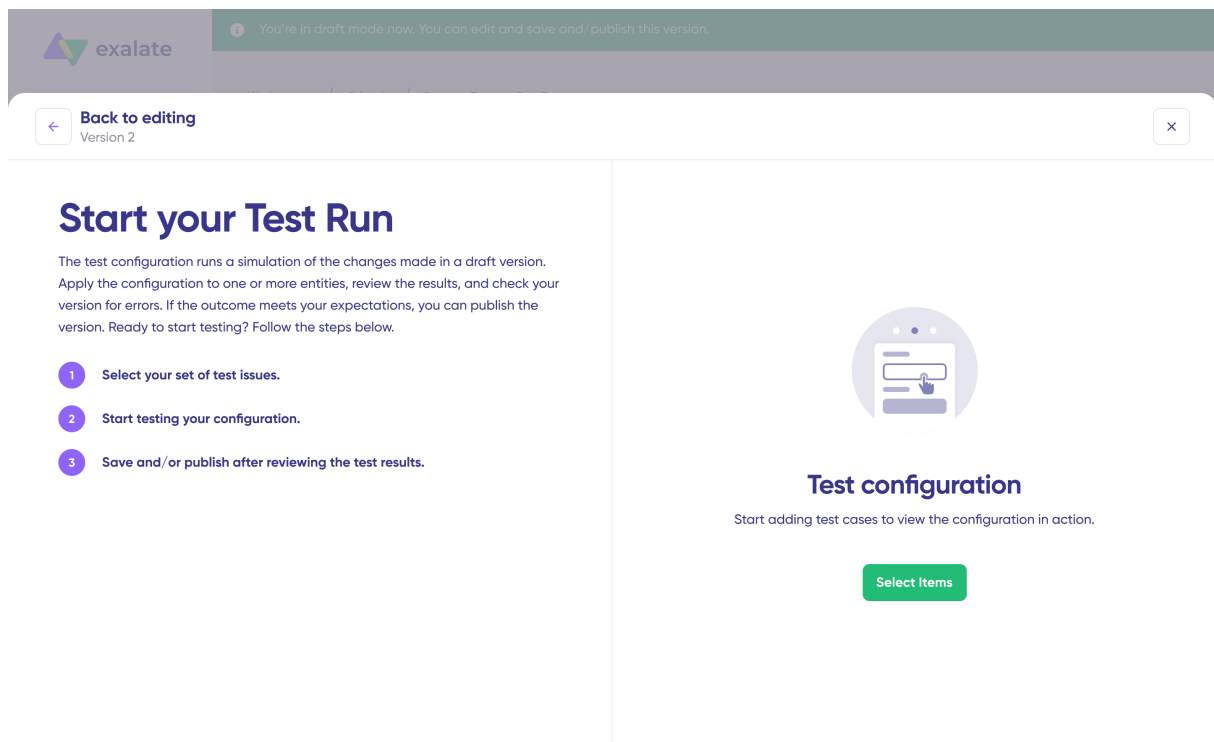 exalate
You're in draft mode now. You can edit and save and/publish this version.
Back to editing
Version 2
Start your Test Run
The test configuration runs a simulation of the changes made in a draft version.
Apply the configuration to one or more entities, review the results, and check your
version for errors. If the outcome meets your expectations, you can publish the
version. Ready to start testing? Follow the steps below.
1 Select your set of test issues.
2 Start testing your configuration.
3 Save and/or publish after reviewing the test results.
Test configuration
Start adding test cases to view the configuration in action.
Select Items